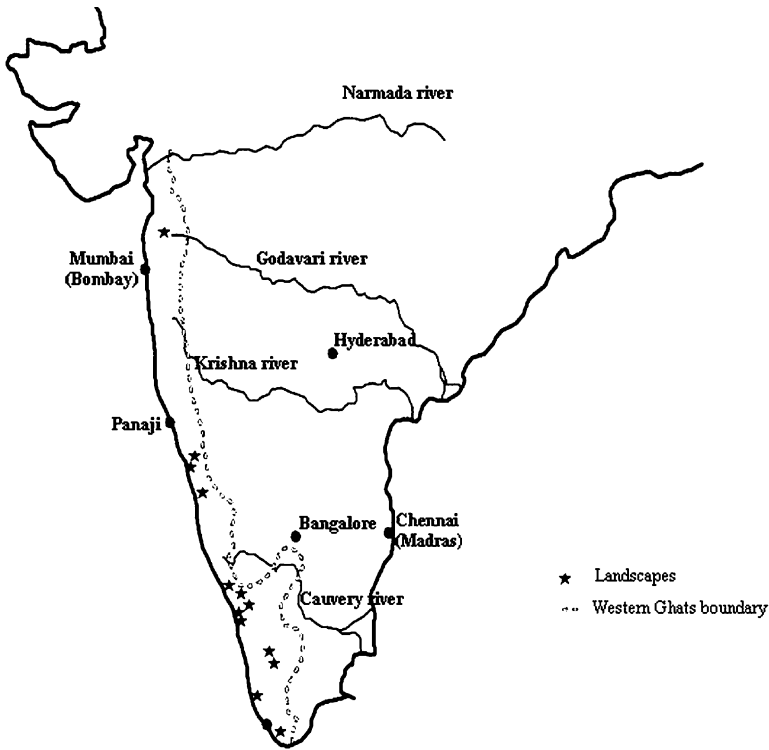 Narmada river
Godavari river
Mumbai
(Bombay)
Hyderabad
Krishna river
Panaji
Bangalore
Chennai
(Madras)
Landscapes
Cauvery river
Western Ghats boundary